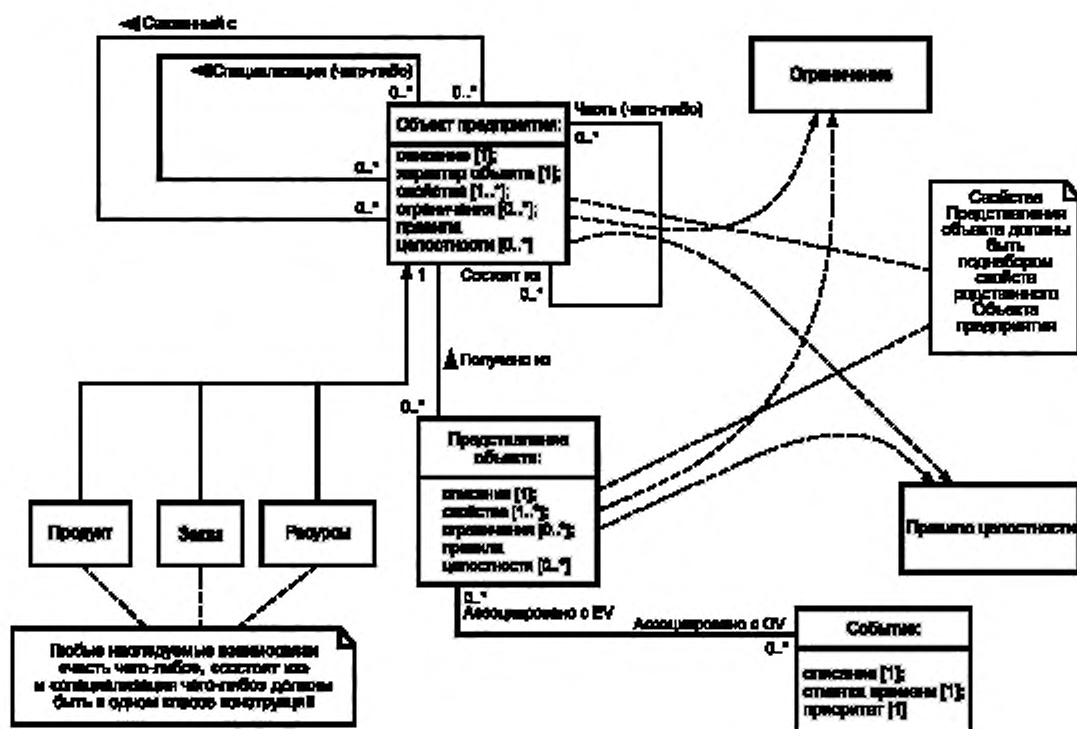 Связанный с
Специализация (чего-либо)
0..*
0..*
Часть (чего-либо)
0..*
Ограничение
Объект предприятия:
описание [1];
характер объекта [1];
свойства [1..*];
ограничения [0..*];
правила
целостности [0..*]
0..*
0..*
Состоит из
0..*
1
Свойства
Представления
объекта должны
быть
поднабором
свойств
родственного
Объекта
предприятия
Получено из
0..*
Представление
объекта:
описание [1];
свойства [1..*];
ограничения [0..*];
правила
целостности [0..*]
Продукт
Заказ
Ресурсы
Правила целостности
0..*
Ассоциировано с EV
Ассоциировано с OV
0..*
Событие:
описание [1];
отметка времени [1];
приоритет [1]
Любые наследуемые взаимосвязи
«часть чего-либо», «состоит из»
и «специализация чего-либо» должны
быть в одном классе конструкций